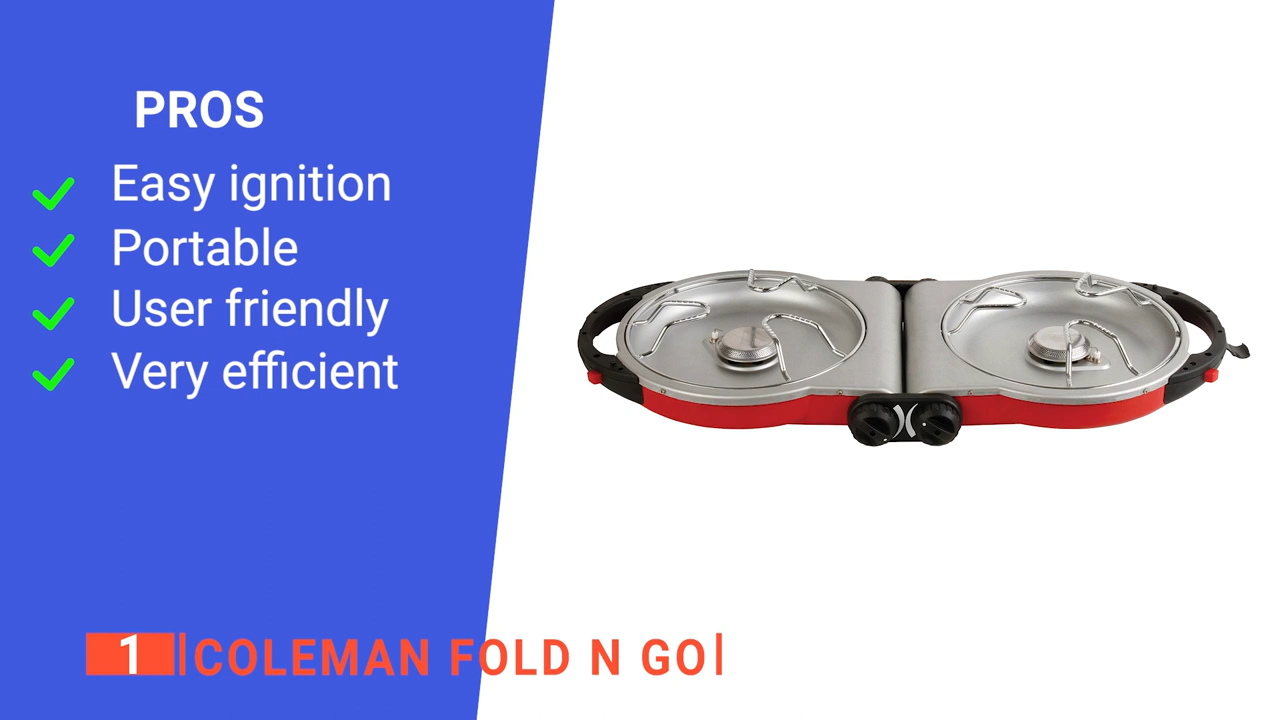 PROS
Easy ignition
Portable
User friendly
Very efficient
1 COLEMAN FOLD N GO